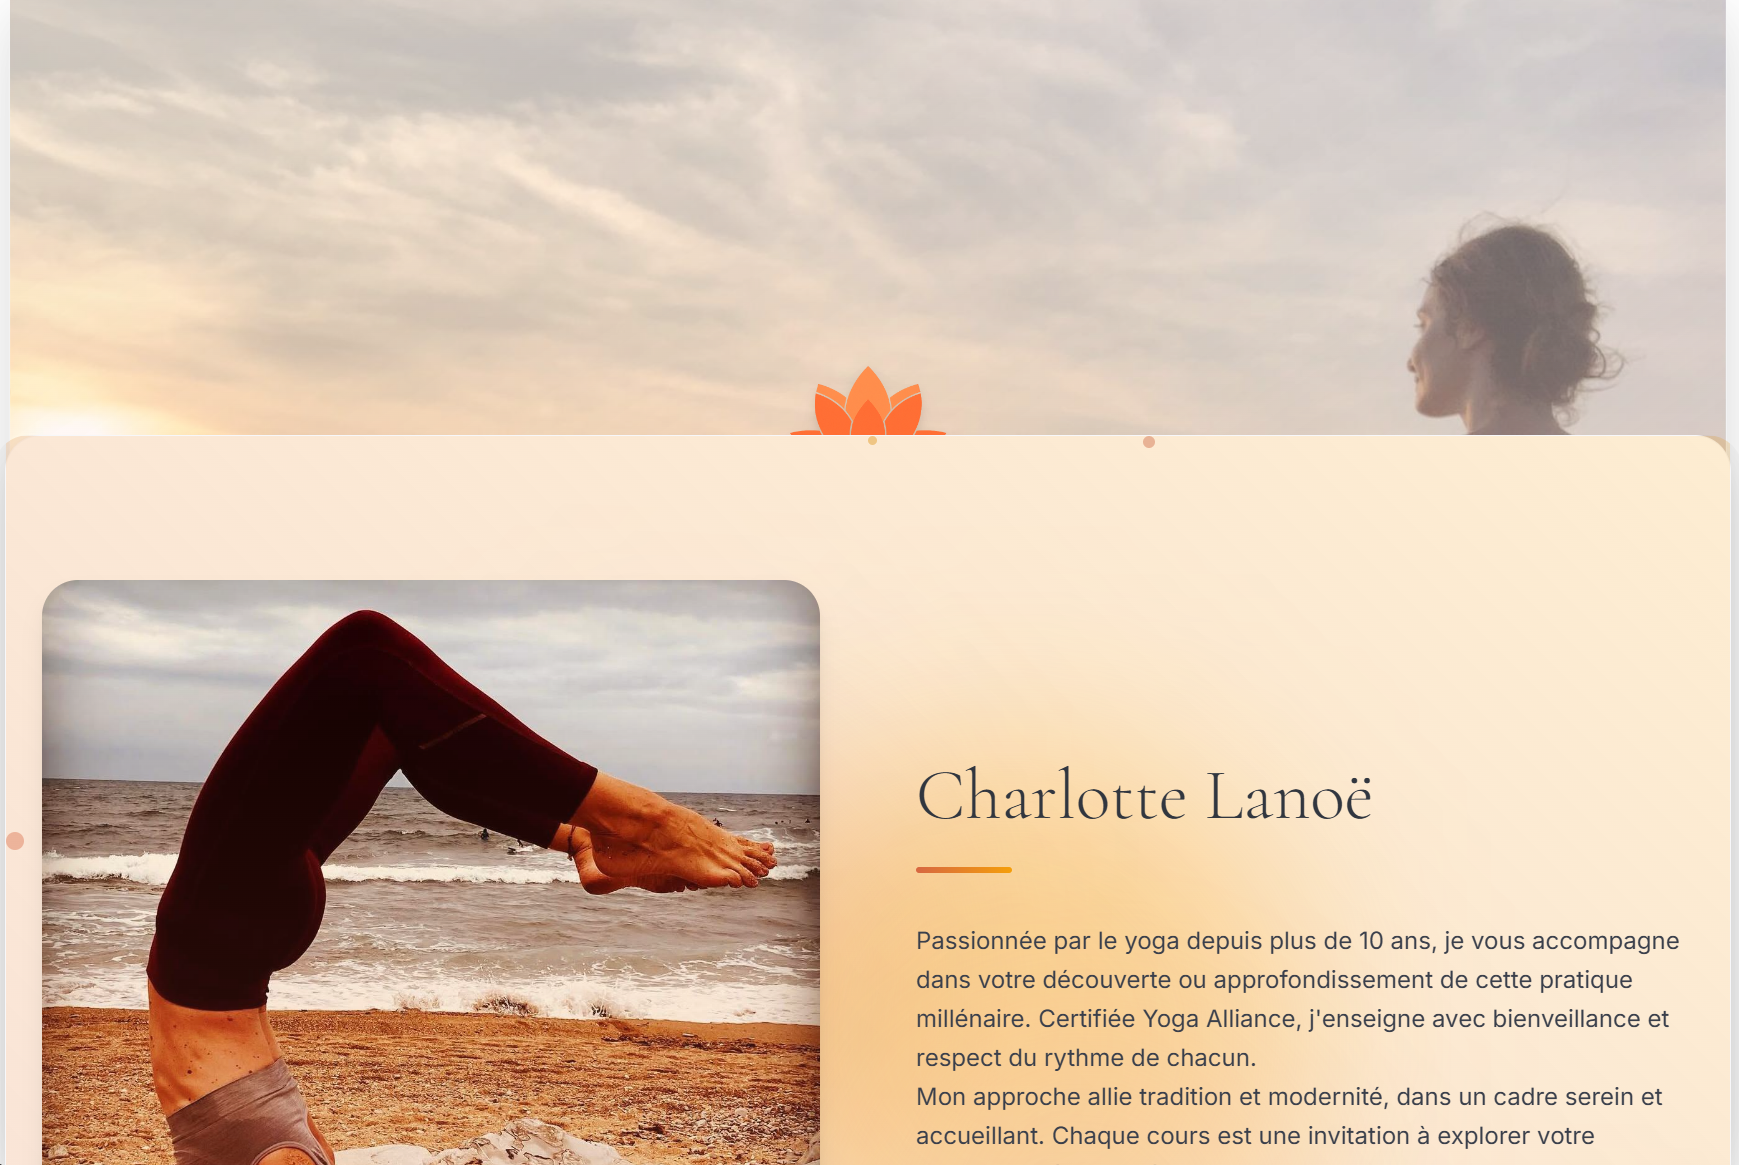 Charlotte Lanoë
Passionnée par le yoga depuis plus de 10 ans, je vous accompagne
dans votre découverte ou approfondissement de cette pratique
millénaire. Certifiée Yoga Alliance, j'enseigne avec bienveillance et
respect du rythme de chacun.
Mon approche allie tradition et modernité, dans un cadre serein et
accueillant. Chaque cours est une invitation à explorer votre